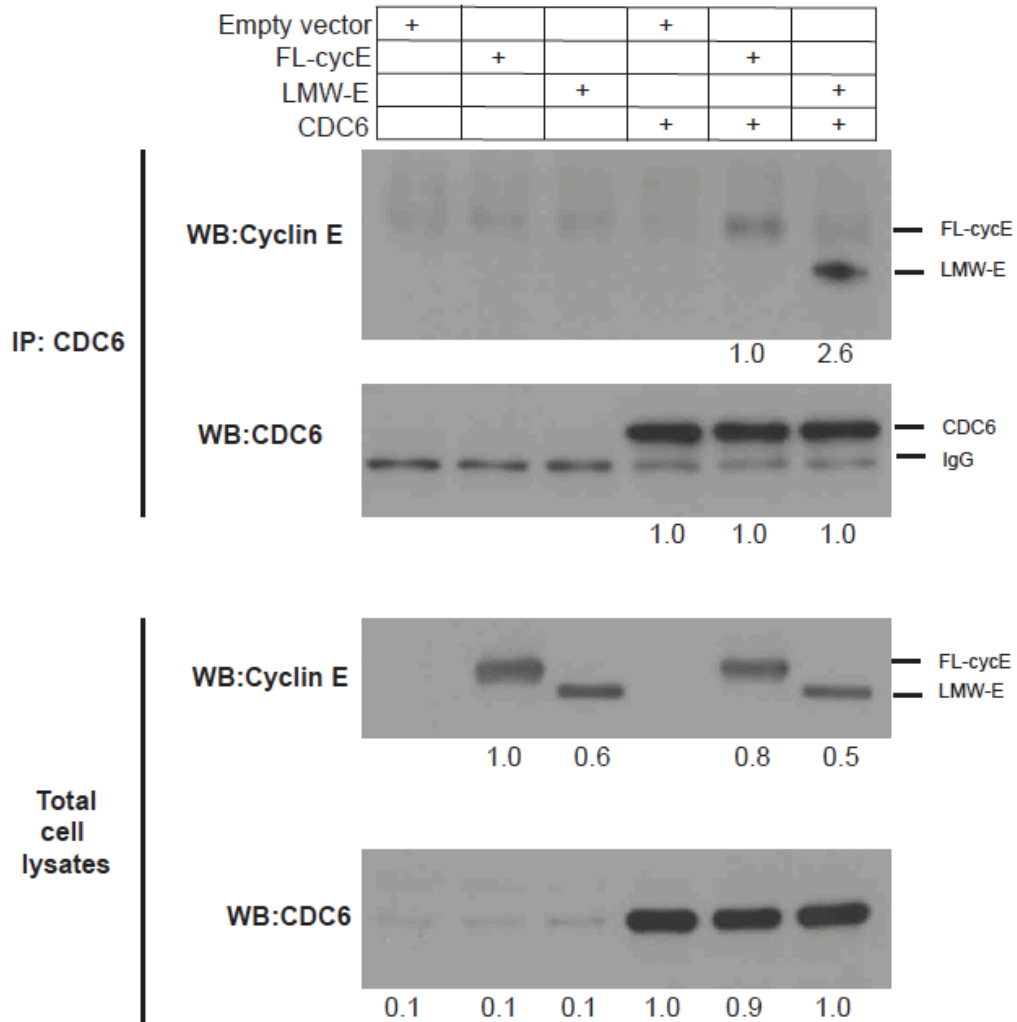 Empty vector + +
FL-cycE + +
LMW-E + +
CDC6 + + +
IP: CDC6
WB:Cyclin E
FL-cycE
LMW-E
1.0 2.6
WB:CDC6
CDC6
IgG
1.0 1.0 1.0
Total
cell
lysates
WB:Cyclin E
FL-cycE
LMW-E
1.0 0.6 0.8 0.5
WB:CDC6
0.1 0.1 0.1 1.0 0.9 1.0